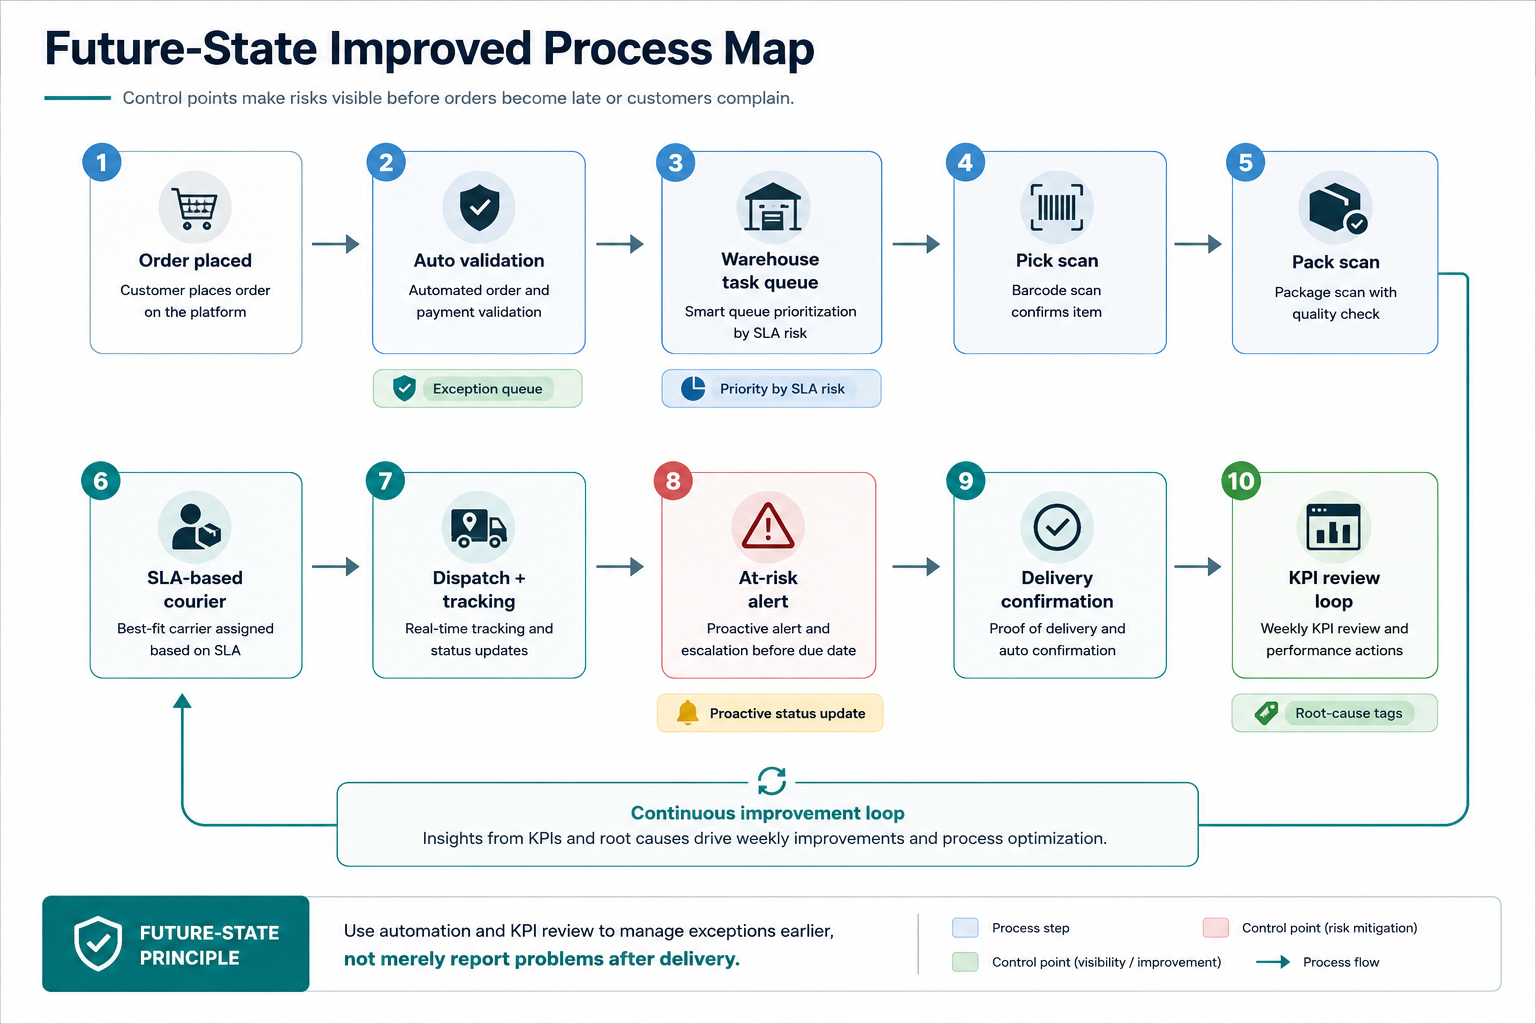 Future-State Improved Process Map
Control points make risks visible before orders become late or customers complain.
1
Order placed
Customer places order
on the platform
2
Auto validation
Automated order and
payment validation
Exception queue
3
Warehouse
task queue
Smart queue prioritization
by SLA risk
Priority by SLA risk
4
Pick scan
Barcode scan
confirms item
5
Pack scan
Package scan with
quality check
6
SLA-based
courier
Best-fit carrier assigned
based on SLA
7
Dispatch +
tracking
Real-time tracking and
status updates
8
At-risk
alert
Proactive alert and
escalation before due date
Proactive status update
9
Delivery
confirmation
Proof of delivery and
auto confirmation
10
KPI review
loop
Weekly KPI review and
performance actions
Root-cause tags
Continuous improvement loop
Insights from KPIs and root causes drive weekly improvements and process optimization.
FUTURE-STATE
PRINCIPLE
Use automation and KPI review to manage exceptions earlier,
not merely report problems after delivery.
Process step
Control point (risk mitigation)
Control point (visibility / improvement)
Process flow